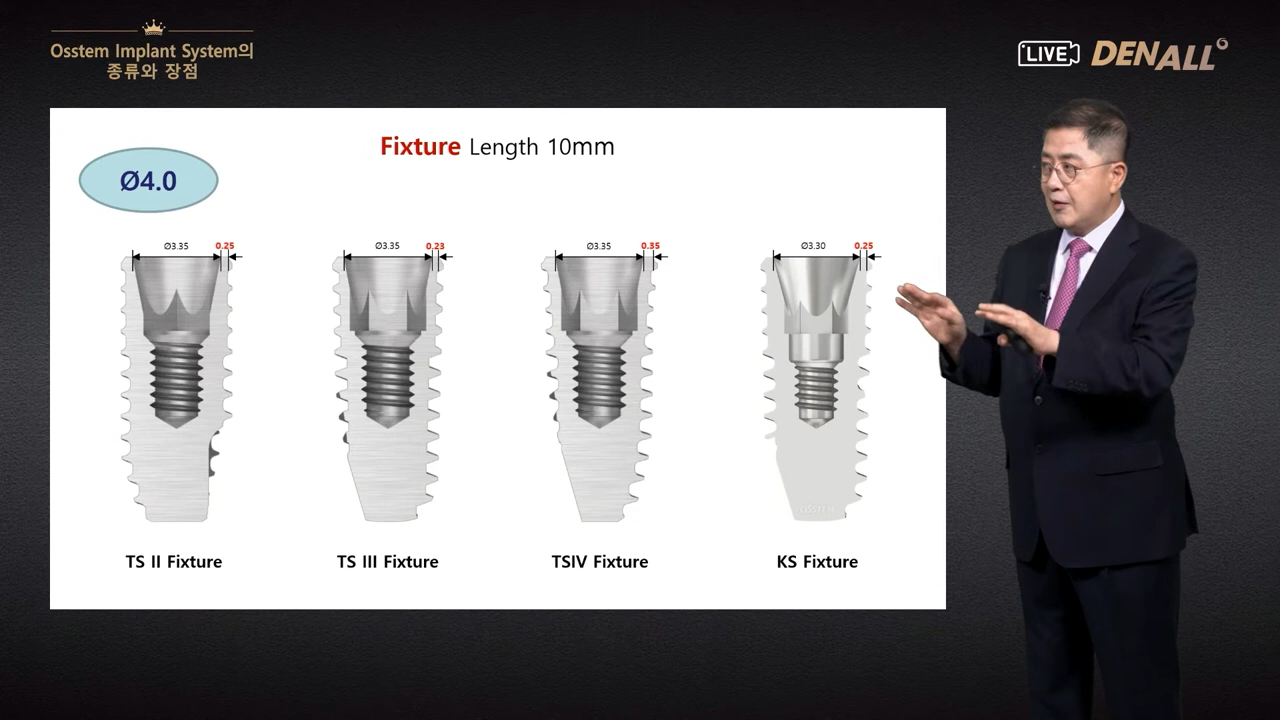 Osstem Implant System의
종류와 장점
LIVE DENALL
Fixture Length 10mm
Ø4.0
Ø3.35 0.25 Ø3.35 0.23 Ø3.35 0.35 Ø3.30 0.25
OSSTEM
TS II Fixture TS III Fixture TSIV Fixture KS Fixture